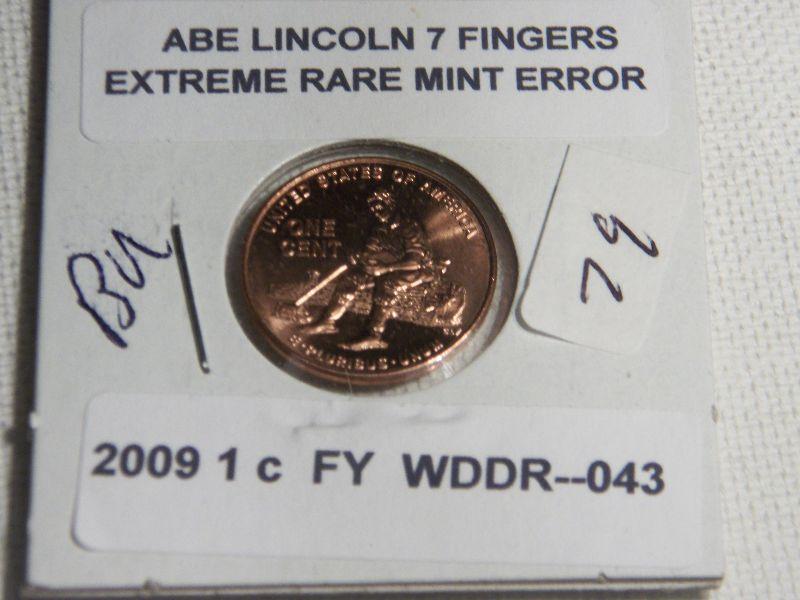 ABE LINCOLN 7 FINGERS
EXTREME RARE MINT ERROR
UNITED STATES OF AMERICA
ONE
CENT
E·PLURIBUS·UNUM
BU
29
2009 1 c FY WDDR--043